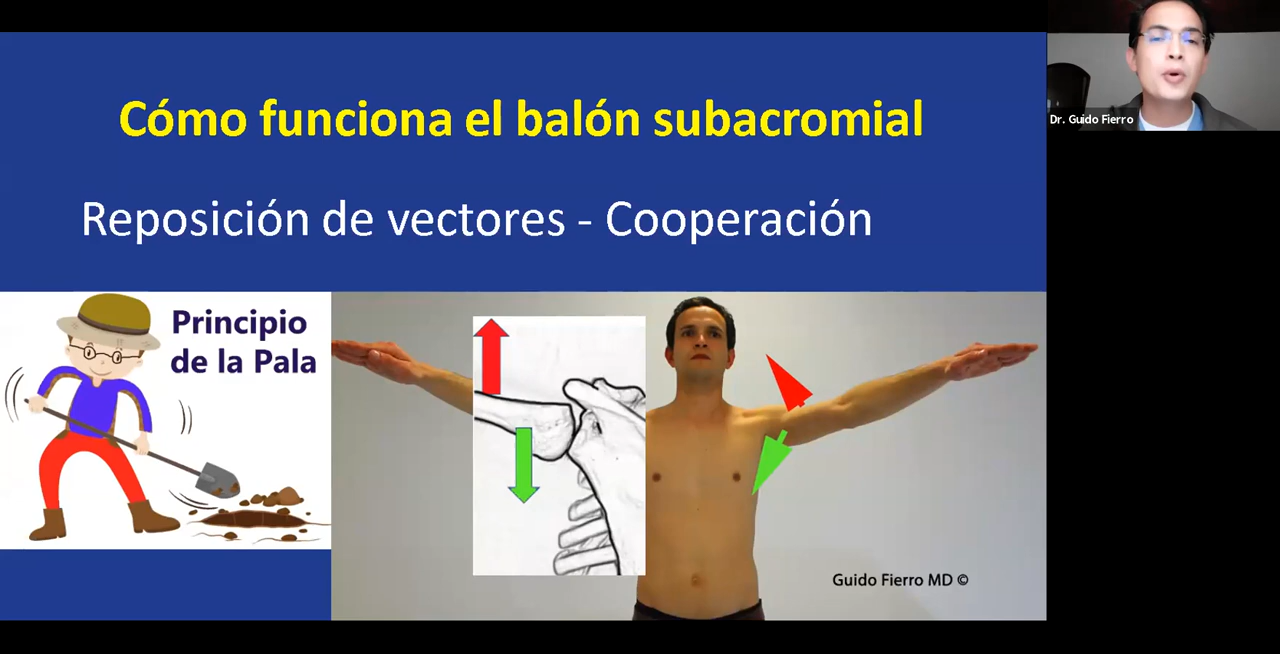 Cómo funciona el balón subacromial
Reposición de vectores - Cooperación
Principio
de la Pala
Guido Fierro MD ©
Dr. Guido Fierro